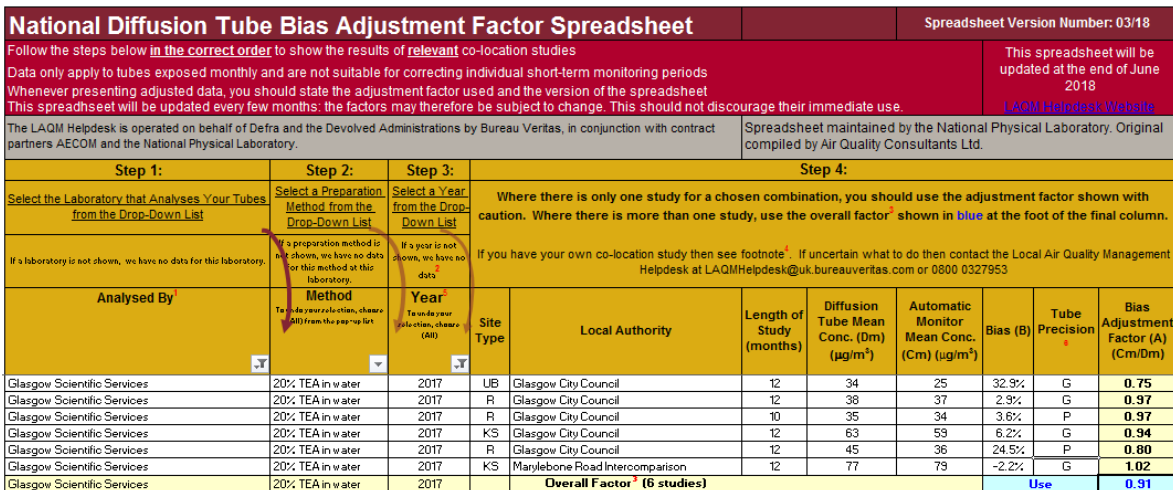 National Diffusion Tube Bias Adjustment Factor Spreadsheet
Spreadsheet Version Number: 03/18
Follow the steps below in the correct order to show the results of relevant co-location studies
Data only apply to tubes exposed monthly and are not suitable for correcting individual short-term monitoring periods
Whenever presenting adjusted data, you should state the adjustment factor used and the version of the spreadsheet
This spreadhseet will be updated every few months: the factors may therefore be subject to change. This should not discourage their immediate use.
This spreadsheet will be
updated at the end of June
2018
LAQM Helpdesk Website
The LAQM Helpdesk is operated on behalf of Defra and the Devolved Administrations by Bureau Veritas, in conjunction with contract
partners AECOM and the National Physical Laboratory.
Spreadsheet maintained by the National Physical Laboratory. Original
compiled by Air Quality Consultants Ltd.
Step 1:
Step 2:
Step 3:
Step 4:
Select the Laboratory that Analyses Your Tubes
from the Drop-Down List
Select a Preparation
Method from the
Drop-Down List
Select a Year
from the Drop-
Down List
Where there is only one study for a chosen combination, you should use the adjustment factor shown with
caution. Where there is more than one study, use the overall factor3 shown in blue at the foot of the final column.
If a laboratory is not shown, we have no data for this laboratory.
If a preparation method is
not shown, we have no data
for this method at this
laboratory.
If a year is not
shown, we have no
data2
If you have your own co-location study then see footnote4. If uncertain what to do then contact the Local Air Quality Management
Helpdesk at LAQMHelpdesk@uk.bureauveritas.com or 0800 0327953
Analysed By1
Method
To undo your selection, choose
(All) from the pop-up list
Year5
To undo your
selection, choose
(All)
Site
Type
Local Authority
Length of
Study
(months)
Diffusion
Tube Mean
Conc. (Dm)
(μg/m3)
Automatic
Monitor
Mean Conc.
(Cm) (μg/m3)
Bias (B)
Tube
Precision
6
Bias
Adjustment
Factor (A)
(Cm/Dm)
Glasgow Scientific Services 20% TEA in water 2017 UB Glasgow City Council 12 34 25 32.9% G 0.75
Glasgow Scientific Services 20% TEA in water 2017 R Glasgow City Council 12 38 37 2.9% G 0.97
Glasgow Scientific Services 20% TEA in water 2017 R Glasgow City Council 10 35 34 3.6% P 0.97
Glasgow Scientific Services 20% TEA in water 2017 KS Glasgow City Council 12 63 59 6.2% G 0.94
Glasgow Scientific Services 20% TEA in water 2017 R Glasgow City Council 12 45 36 24.5% P 0.80
Glasgow Scientific Services 20% TEA in water 2017 KS Marylebone Road Intercomparison 12 77 79 -2.2% G 1.02
Glasgow Scientific Services 20% TEA in water 2017 Overall Factor3 (6 studies) Use 0.91